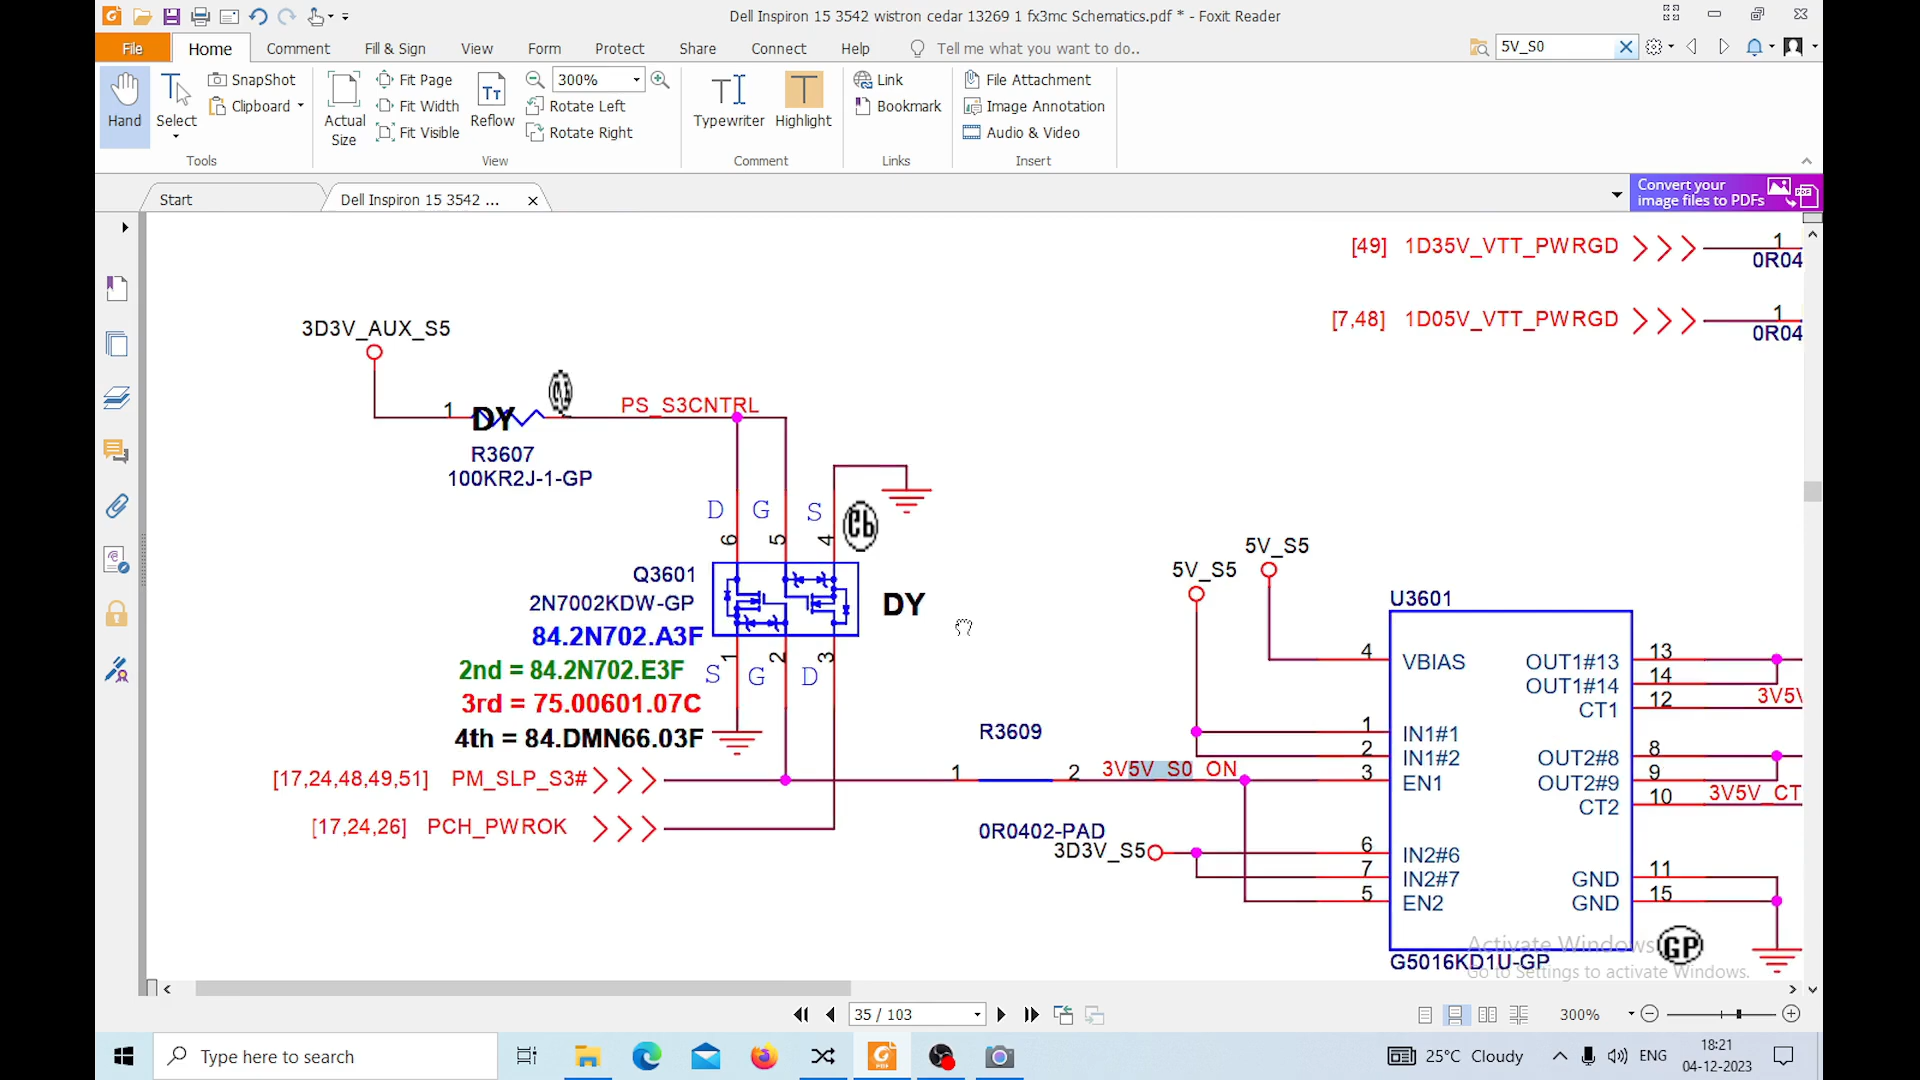 Dell Inspiron 15 3542 wistron cedar 13269 1 fx3mc Schematics.pdf * - Foxit Reader
File Home Comment Fill & Sign View Form Protect Share Connect Help Tell me what you want to do.. 5V_S0
Hand Select SnapShot Clipboard
Tools
Actual Size Fit Page Fit Width Fit Visible Reflow 300% Rotate Left Rotate Right
View
Typewriter Highlight
Comment
Link Bookmark
Links
File Attachment Image Annotation Audio & Video
Insert
Start Dell Inspiron 15 3542 ...
Convert your
image files to PDFs
[49] 1D35V_VTT_PWRGD 1
0R04
[7,48] 1D05V_VTT_PWRGD 1
0R04
3D3V_AUX_S5
1 DY PS_S3CNTRL
R3607
100KR2J-1-GP
D G S
6 5 4
Q3601
2N7002KDW-GP
84.2N702.A3F
2nd = 84.2N702.E3F
3rd = 75.00601.07C
4th = 84.DMN66.03F
DY
1 2 3
S G D
[17,24,48,49,51] PM_SLP_S3#
[17,24,26] PCH_PWROK
R3609
1 2 3V5V_S0_ON
0R0402-PAD
3D3V_S5
5V_S5
5V_S5
U3601
4 VBIAS OUT1#13 13
OUT1#14 14
CT1 12 3V5V
1 IN1#1
2 IN1#2 OUT2#8 8
3 EN1 OUT2#9 9
CT2 10 3V5V_CT
6 IN2#6
7 IN2#7 GND 11
5 EN2 GND 15
G5016KD1U-GP
GP
Activate Windows
Go to Settings to activate Windows.
35 / 103
300%
Type here to search
25°C Cloudy
ENG
18:21
04-12-2023